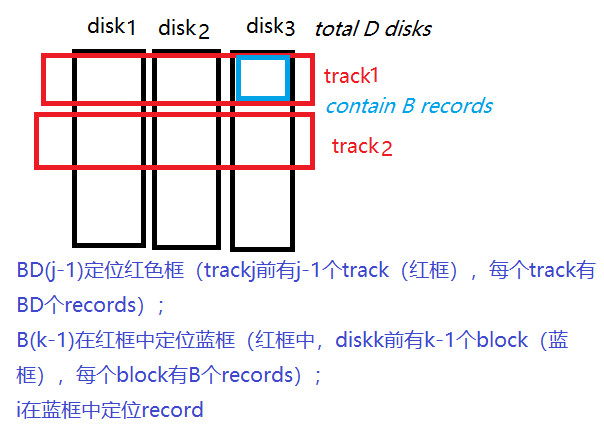 disk1 disk2 disk3 total D disks
track1
contain B records
track2
BD(j-1)定位红色框（trackj前有j-1个track（红框），每个track有
BD个records）；
B(k-1)在红框中定位蓝框（红框中，diskk前有k-1个block（蓝
框），每个block有B个records）；
i在蓝框中定位record